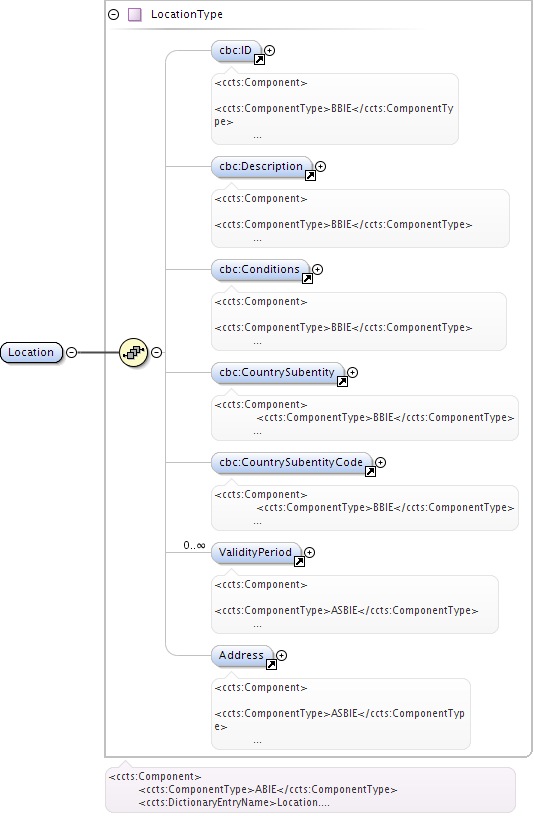 LocationType
cbc:ID
<ccts:Component>
<ccts:ComponentType>BBIE</ccts:ComponentTy
pe>
...
cbc:Description
<ccts:Component>
<ccts:ComponentType>BBIE</ccts:ComponentType>
...
cbc:Conditions
<ccts:Component>
<ccts:ComponentType>BBIE</ccts:ComponentType>
...
Location
cbc:CountrySubentity
<ccts:Component>
<ccts:ComponentType>BBIE</ccts:ComponentType>
...
cbc:CountrySubentityCode
<ccts:Component>
<ccts:ComponentType>BBIE</ccts:ComponentType>
...
0..∞
ValidityPeriod
<ccts:Component>
<ccts:ComponentType>ASBIE</ccts:ComponentType>
...
Address
<ccts:Component>
<ccts:ComponentType>ASBIE</ccts:ComponentTyp
e>
...
<ccts:Component>
<ccts:ComponentType>ABIE</ccts:ComponentType>
<ccts:DictionaryEntryName>Location....